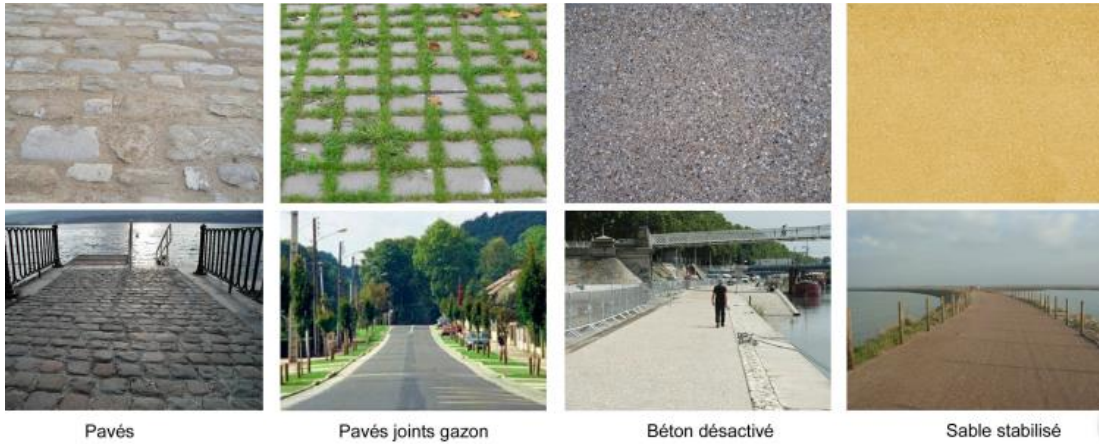 Pavés
Pavés joints gazon
Béton désactivé
Sable stabilisé